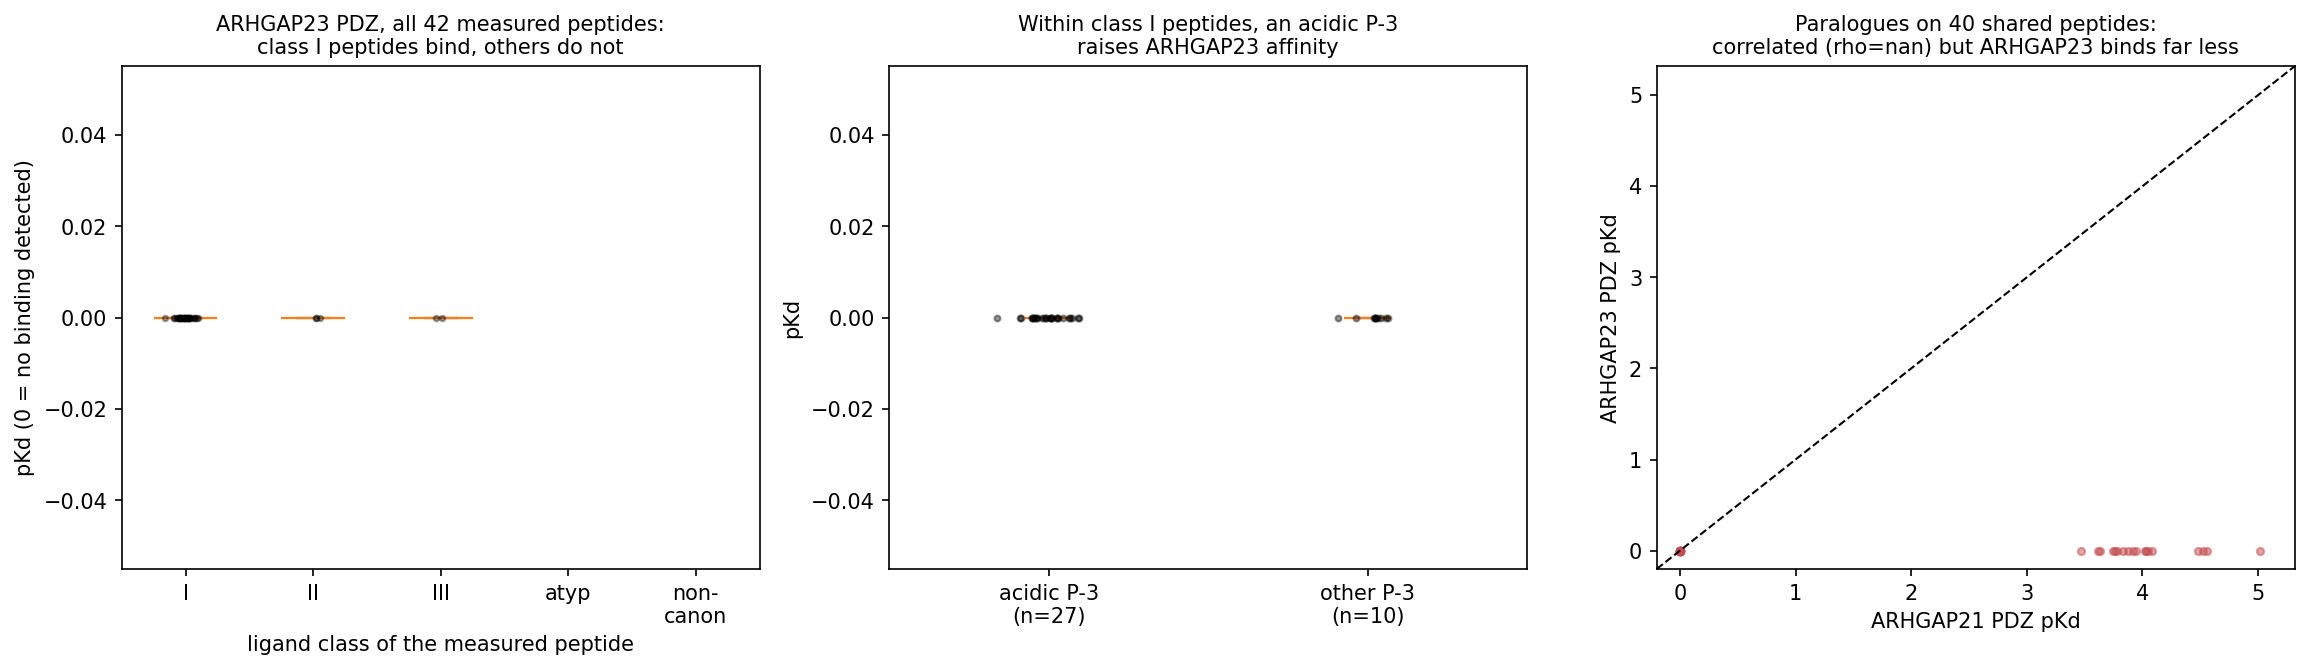 ARHGAP23 PDZ, all 42 measured peptides:
class I peptides bind, others do not
pKd (0 = no binding detected)
0.04
0.02
0.00
−0.02
−0.04
I
II
III
atyp
non-
canon
ligand class of the measured peptide
Within class I peptides, an acidic P-3
raises ARHGAP23 affinity
pKd
0.04
0.02
0.00
−0.02
−0.04
acidic P-3
(n=27)
other P-3
(n=10)
Paralogues on 40 shared peptides:
correlated (rho=nan) but ARHGAP23 binds far less
ARHGAP23 PDZ pKd
5
4
3
2
1
0
0
1
2
3
4
5
ARHGAP21 PDZ pKd